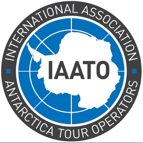 INTERNATIONAL ASSOCIATION
IAATO
ANTARCTICA TOUR OPERATORS